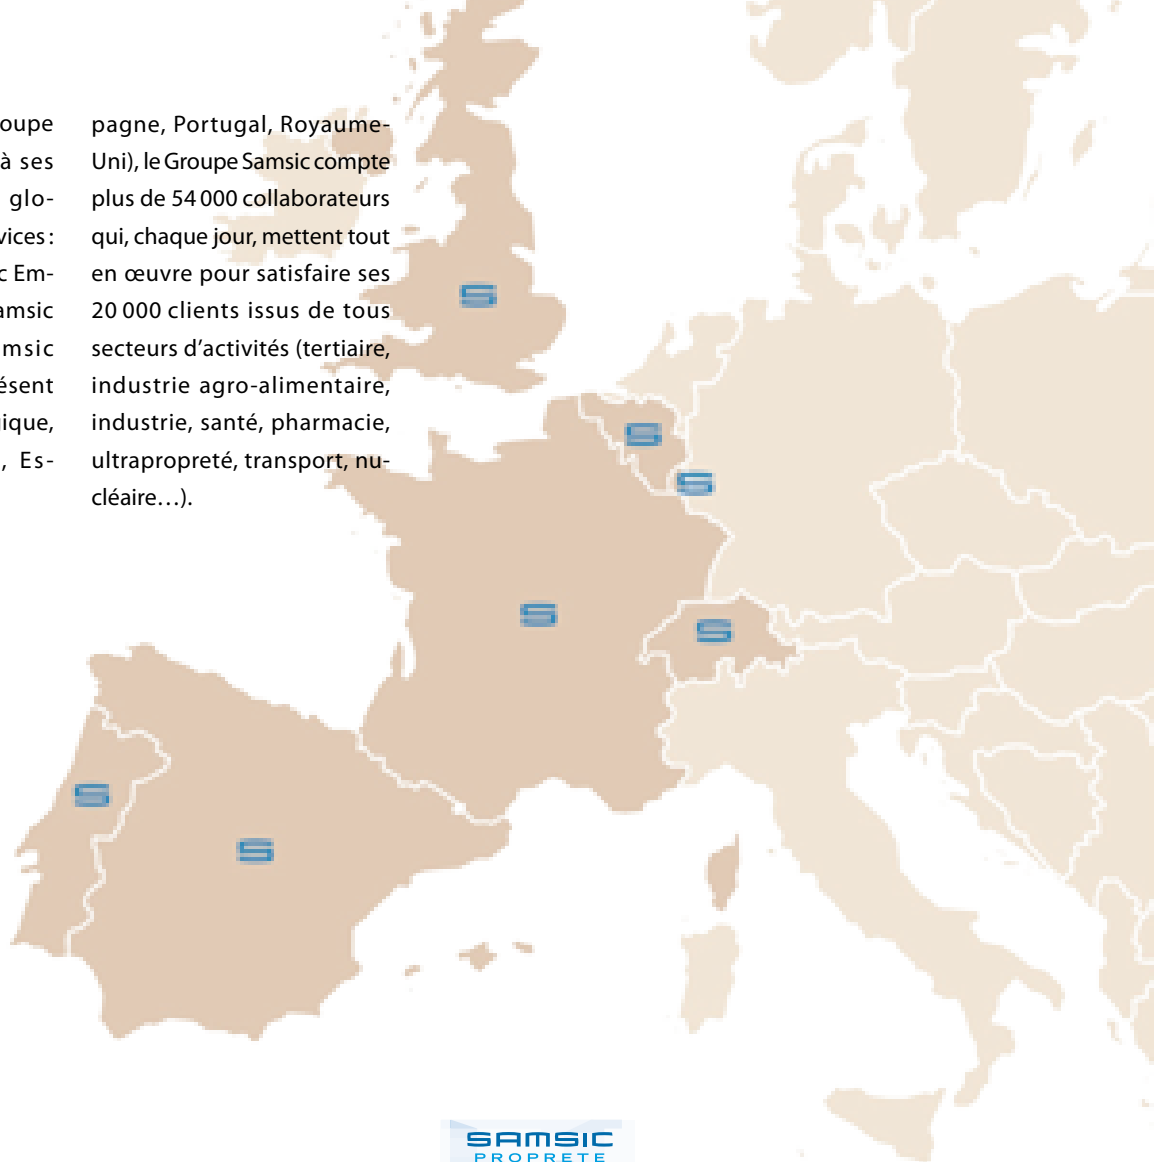 oupe
à ses
glo-
vices :
c Em-
amsic
msic
ésent
ique,
, Es-
pagne, Portugal, Royaume-
Uni), le Groupe Samsic compte
plus de 54 000 collaborateurs
qui, chaque jour, mettent tout
en œuvre pour satisfaire ses
20 000 clients issus de tous
secteurs d’activités (tertiaire,
industrie agro-alimentaire,
industrie, santé, pharmacie,
ultrapropreté, transport, nu-
cléaire…).
S
S
S
S
S
S
S
SAMSIC
PROPRETE